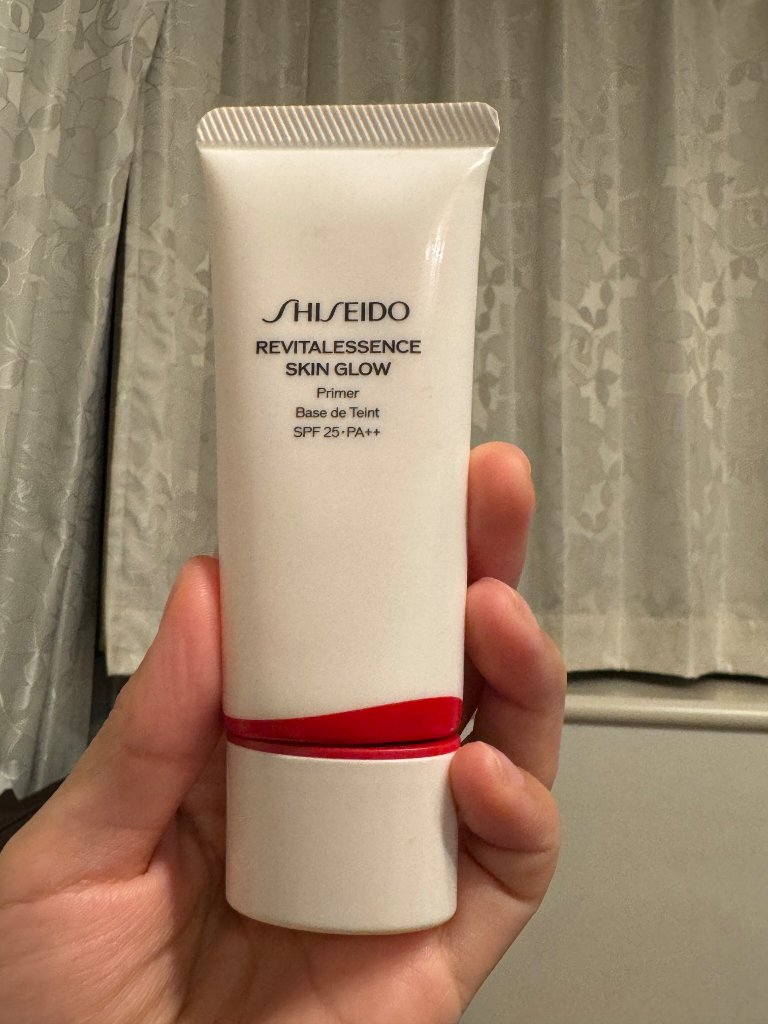 SHISEIDO
REVITALESSENCE
SKIN GLOW
Primer
Base de Teint
SPF 25・PA++